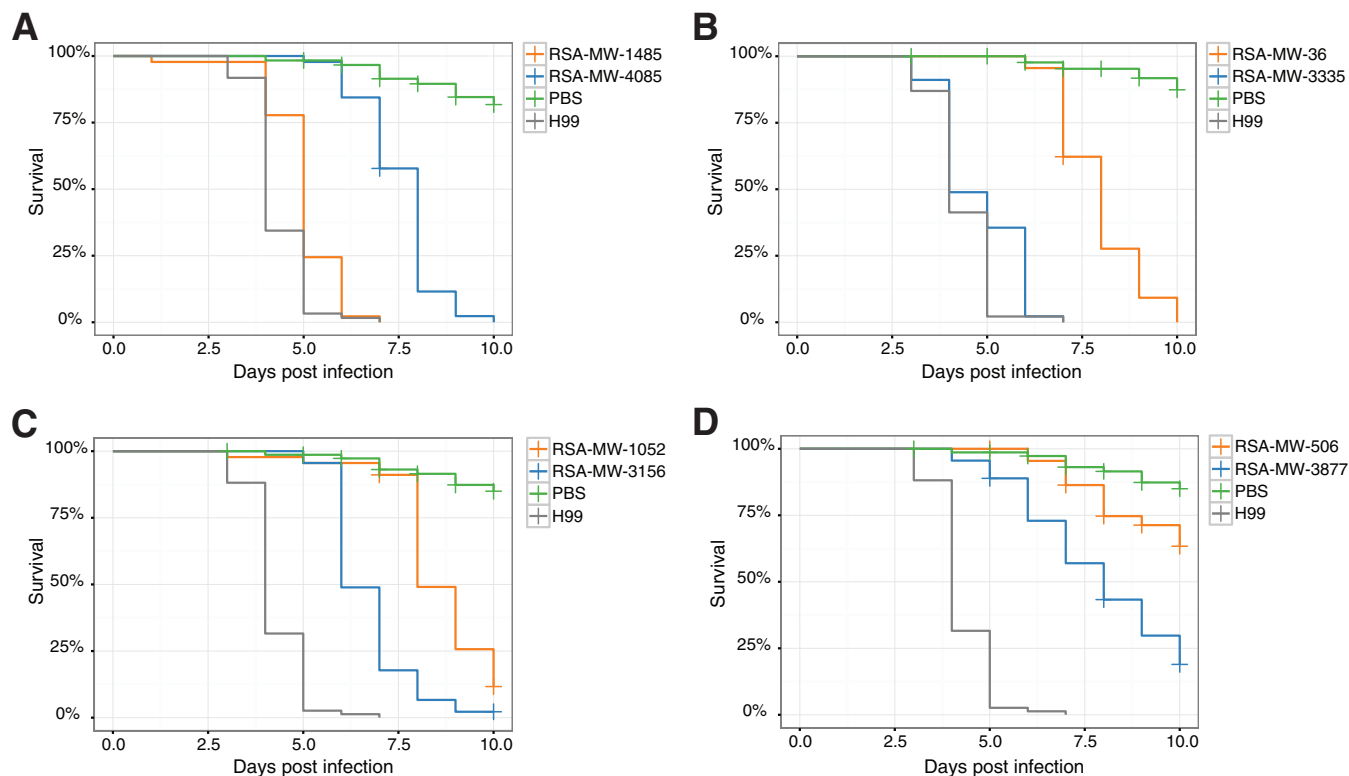 A
100%
75%
50%
25%
0%
Survival
0.0 2.5 5.0 7.5 10.0
Days post infection
RSA-MW-1485
RSA-MW-4085
PBS
H99
B
100%
75%
50%
25%
0%
Survival
0.0 2.5 5.0 7.5 10.0
Days post infection
RSA-MW-36
RSA-MW-3335
PBS
H99
C
100%
75%
50%
25%
0%
Survival
0.0 2.5 5.0 7.5 10.0
Days post infection
RSA-MW-1052
RSA-MW-3156
PBS
H99
D
100%
75%
50%
25%
0%
Survival
0.0 2.5 5.0 7.5 10.0
Days post infection
RSA-MW-506
RSA-MW-3877
PBS
H99